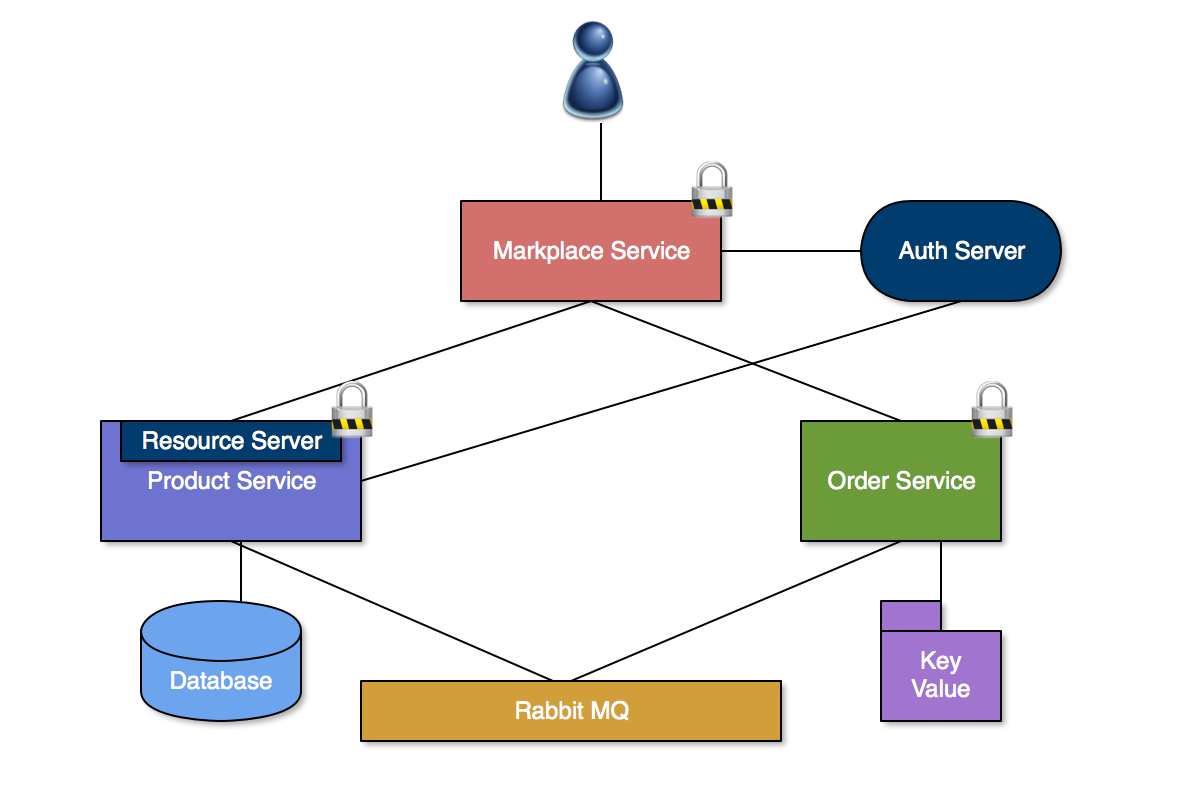 Markplace Service
Auth Server
Resource Server
Product Service
Order Service
Database
Key
Value
Rabbit MQ